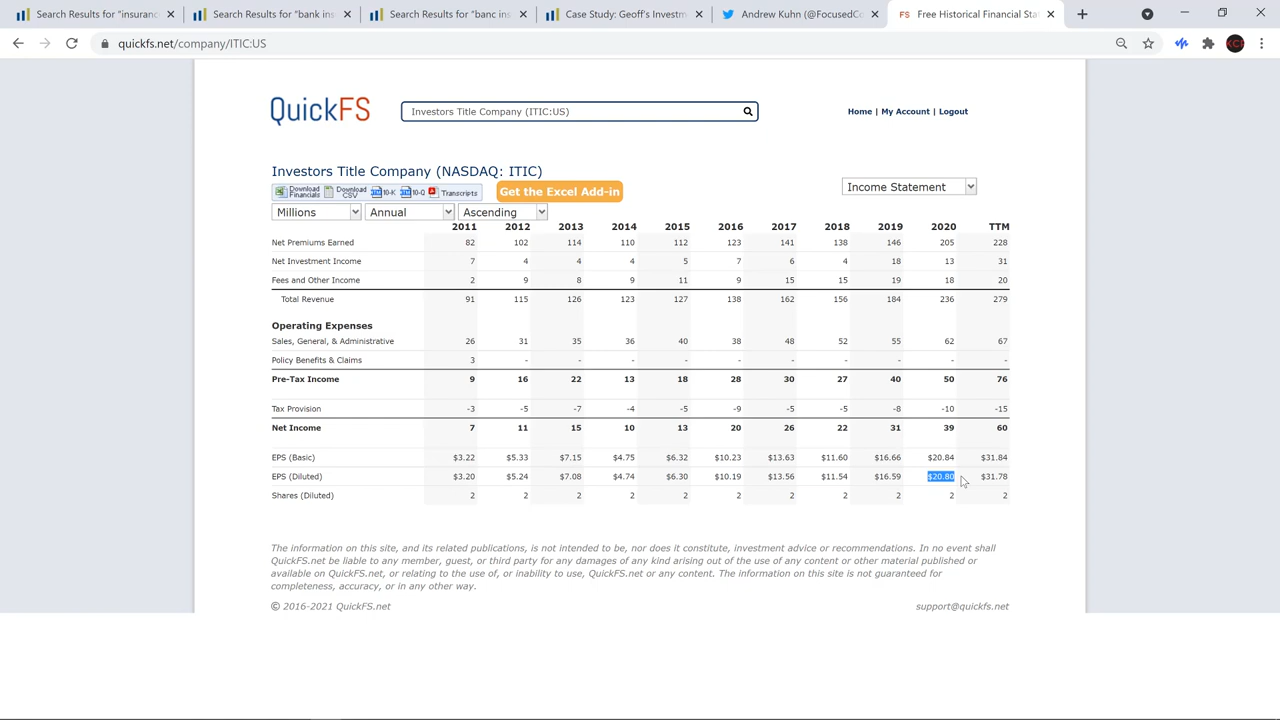 Search Results for "insuranc
Search Results for "bank ins
Search Results for "banc ins
Case Study: Geoff's Investme
Andrew Kuhn (@FocusedCo
FS Free Historical Financial Sta
quickfs.net/company/ITIC:US
QuickFS
Investors Title Company (ITIC:US)
Home | My Account | Logout
Investors Title Company (NASDAQ: ITIC)
Download Financials Download CSV 10-K 10-Q Transcripts
Get the Excel Add-in
Income Statement
Millions Annual Ascending
2011 2012 2013 2014 2015 2016 2017 2018 2019 2020 TTM
Net Premiums Earned 82 102 114 110 112 123 141 138 146 205 228
Net Investment Income 7 4 4 4 5 7 6 4 18 13 31
Fees and Other Income 2 9 8 9 11 9 15 15 19 18 20
Total Revenue 91 115 126 123 127 138 162 156 184 236 279
Operating Expenses
Sales, General, & Administrative 26 31 35 36 40 38 48 52 55 62 67
Policy Benefits & Claims 3 - - - - - - - - - -
Pre-Tax Income 9 16 22 13 18 28 30 27 40 50 76
Tax Provision -3 -5 -7 -4 -5 -9 -5 -5 -8 -10 -15
Net Income 7 11 15 10 13 20 26 22 31 39 60
EPS (Basic) $3.22 $5.33 $7.15 $4.75 $6.32 $10.23 $13.63 $11.60 $16.66 $20.84 $31.84
EPS (Diluted) $3.20 $5.24 $7.08 $4.74 $6.30 $10.19 $13.56 $11.54 $16.59 $20.80 $31.78
Shares (Diluted) 2 2 2 2 2 2 2 2 2 2 2
The information on this site, and its related publications, is not intended to be, nor does it constitute, investment advice or recommendations. In no event shall
QuickFS.net be liable to any member, guest, or third party for any damages of any kind arising out of the use of any content or other material published or
available on QuickFS.net, or relating to the use of, or inability to use, QuickFS.net or any content. The information on this site is not guaranteed for
completeness, accuracy, or in any other way.
© 2016-2021 QuickFS.net
support@quickfs.net